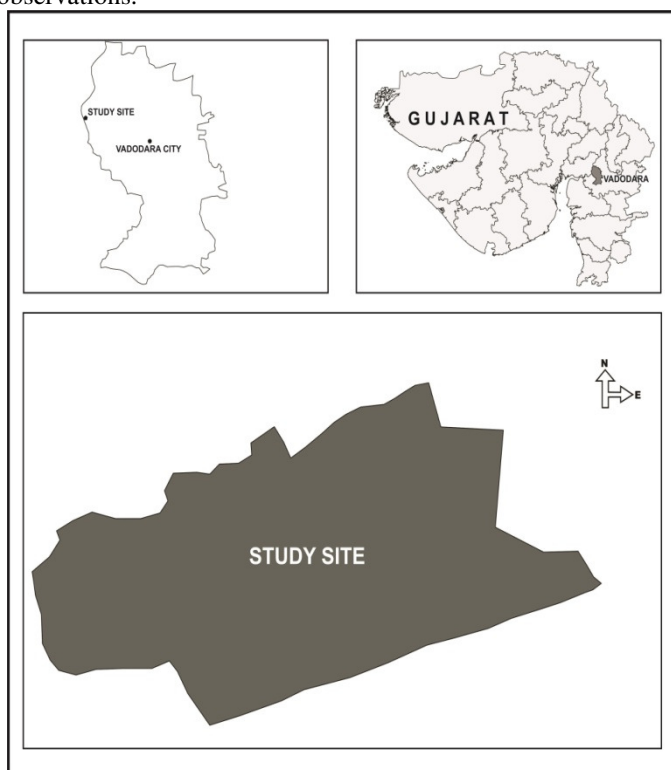 observations.
STUDY SITE
VADODARA CITY
GUJARAT
VADODARA
N
E
STUDY SITE